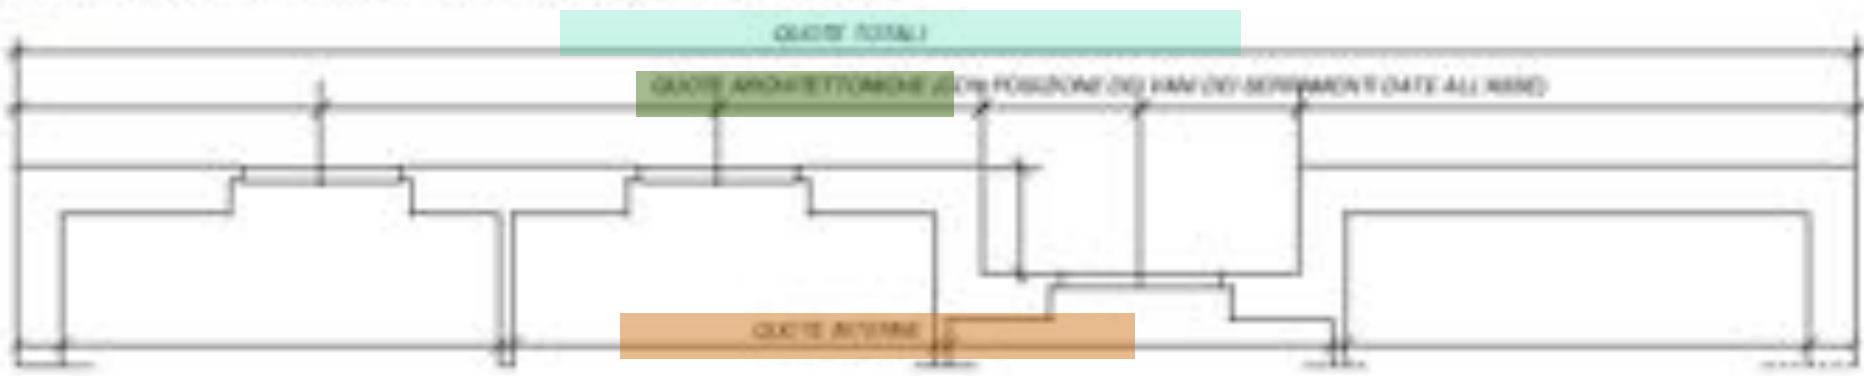 QUOTE TOTALI
QUOTE ARCHITETTONICHE (CON POSIZIONE DEI VANI DEI SERRAMENTI DATE ALL'ASSE)
QUOTE INTERNE